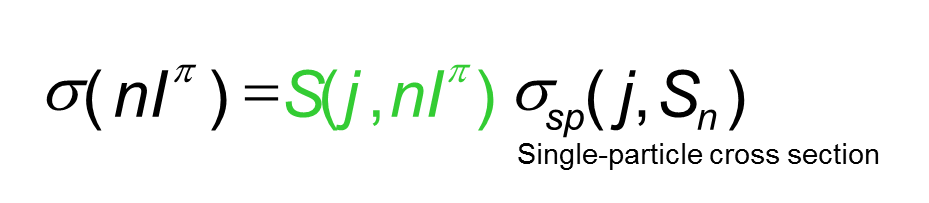 σ(nI^π)=S(j,nI^π) σ_sp(j,S_n)
Single-particle cross section